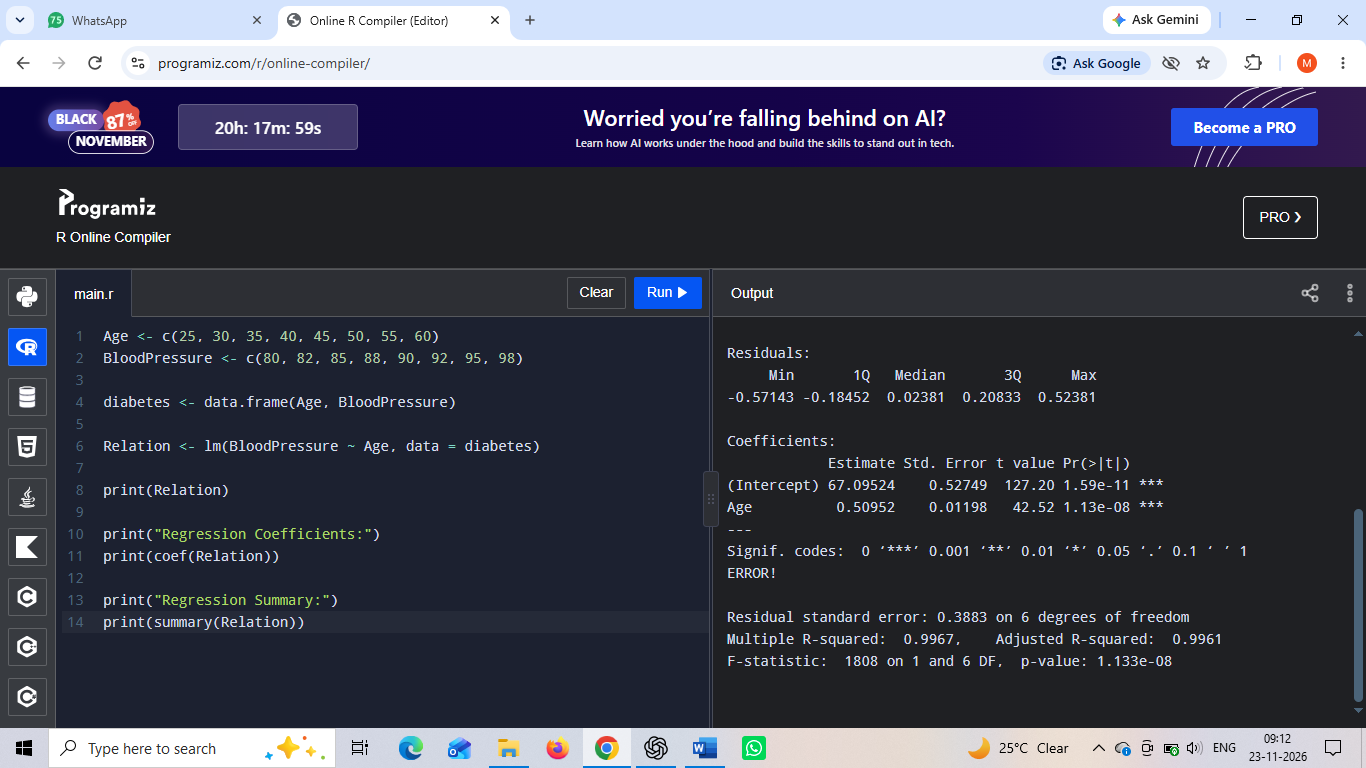 75 WhatsApp
Online R Compiler (Editor)
Ask Gemini
programiz.com/r/online-compiler/
Ask Google
M
BLACK 87% OFF
NOVEMBER
20h: 17m: 59s
Worried you’re falling behind on AI?
Learn how AI works under the hood and build the skills to stand out in tech.
Become a PRO
Programiz
R Online Compiler
PRO ❯
main.r
Clear
Run
Output
1 Age <- c(25, 30, 35, 40, 45, 50, 55, 60)
2 BloodPressure <- c(80, 82, 85, 88, 90, 92, 95, 98)
3
4 diabetes <- data.frame(Age, BloodPressure)
5
6 Relation <- lm(BloodPressure ~ Age, data = diabetes)
7
8 print(Relation)
9
10 print("Regression Coefficients:")
11 print(coef(Relation))
12
13 print("Regression Summary:")
14 print(summary(Relation))
Residuals:
     Min       1Q   Median       3Q      Max
-0.57143 -0.18452  0.02381  0.20833  0.52381
Coefficients:
            Estimate Std. Error t value Pr(>|t|)
(Intercept) 67.09524    0.52749  127.20 1.59e-11 ***
Age          0.50952    0.01198   42.52 1.13e-08 ***
---
Signif. codes:  0 ‘***’ 0.001 ‘**’ 0.01 ‘*’ 0.05 ‘.’ 0.1 ‘ ’ 1
ERROR!
Residual standard error: 0.3883 on 6 degrees of freedom
Multiple R-squared:  0.9967,    Adjusted R-squared:  0.9961
F-statistic:  1808 on 1 and 6 DF,  p-value: 1.133e-08
Type here to search
25°C Clear
ENG
09:12
23-11-2026